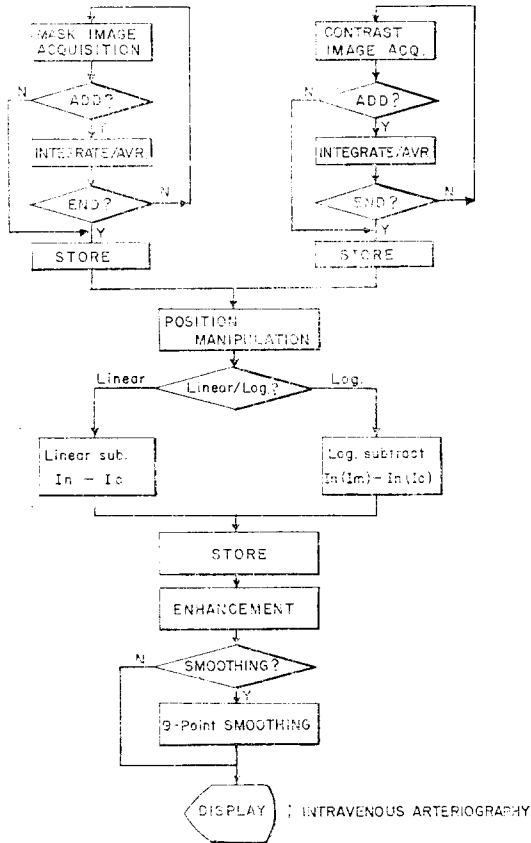 MASK IMAGE
ACQUISITION
N
ADD?
Y
INTEGRATE/AVR.
END?
N
Y
STORE
CONTRAST
IMAGE ACQ.
N
ADD?
Y
INTEGRATE/AVR.
END?
N
Y
STORE
POSITION
MANIPULATION
Linear
Linear/Log.?
Log.
Linear sub.
In - Ic
Log. subtract
ln(Im) - ln(Ic)
STORE
ENHANCEMENT
N
SMOOTHING?
Y
9-Point SMOOTHING
DISPLAY
; INTRAVENOUS ARTERIOGRAPHY